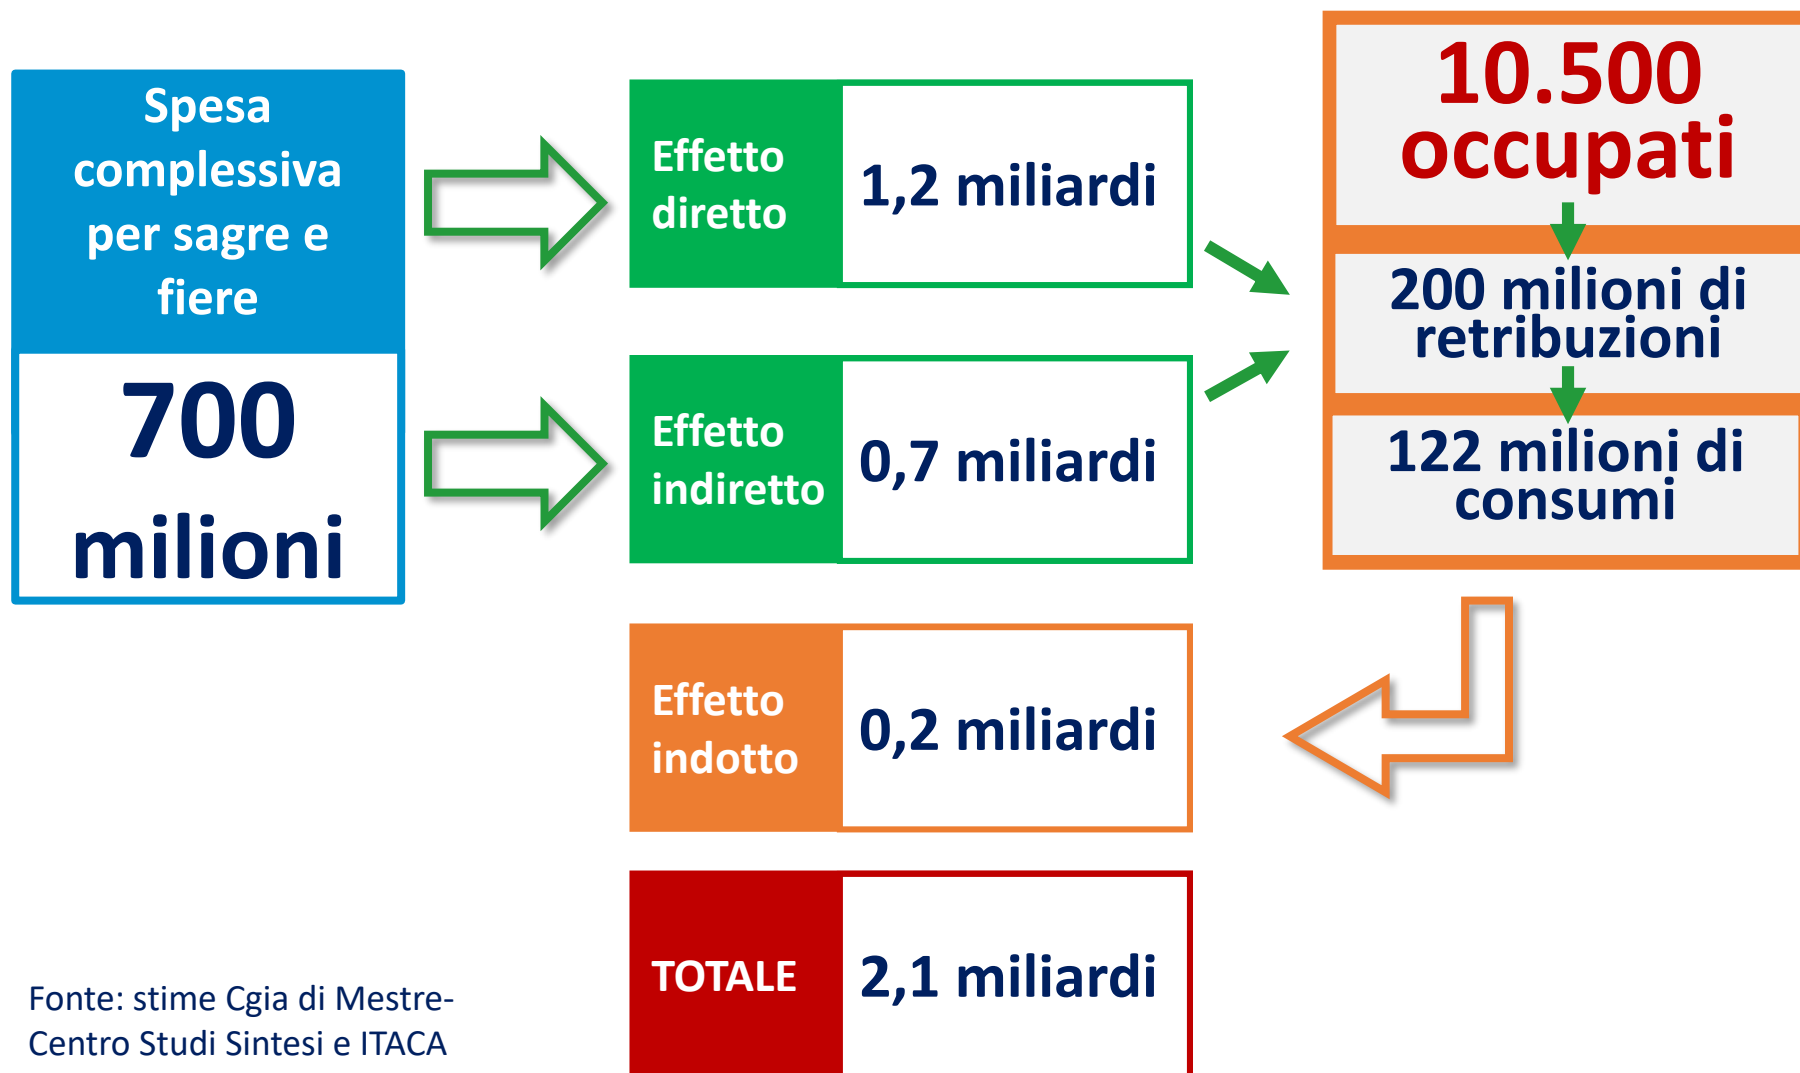 Spesa
complessiva
per sagre e
fiere
700
milioni
Effetto
diretto
1,2 miliardi
Effetto
indiretto
0,7 miliardi
10.500
occupati
200 milioni di
retribuzioni
122 milioni di
consumi
Effetto
indotto
0,2 miliardi
TOTALE
2,1 miliardi
Fonte: stime Cgia di Mestre-
Centro Studi Sintesi e ITACA